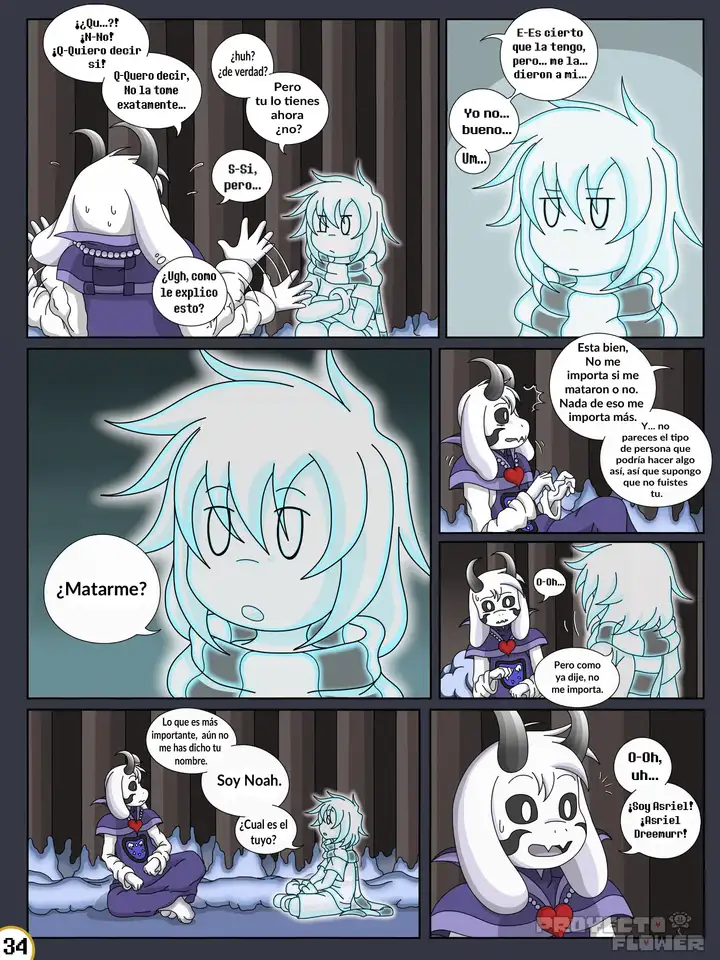 ¡¿Qu...?!
¡N-No!
¡Q-Quiero decir
si!
Q-Quero decir,
No la tome
exatamente...
¿huh?
¿de verdad?
Pero
tu lo tienes
ahora
¿no?
S-Si,
pero...
¿Ugh, como
le explico
esto?
E-Es cierto
que la tengo,
pero... me la...
dieron a mi...
Yo no...
bueno...
Um...
¿Matarme?
Esta bien,
No me
importa si me
mataron o no.
Nada de eso me
importa más.
Y... no
pareces el tipo
de persona que
podría hacer algo
así, así que supongo
que no fuistes
tu.
O-Oh...
Pero como
ya dije, no
me importa.
Lo que es más
importante, aún no
me has dicho tu
nombre.
Soy Noah.
¿Cual es el
tuyo?
O-Oh,
uh...
¡Soy Asriel!
¡Asriel
Dreemurr!
PROYECTO
FLOWER
34